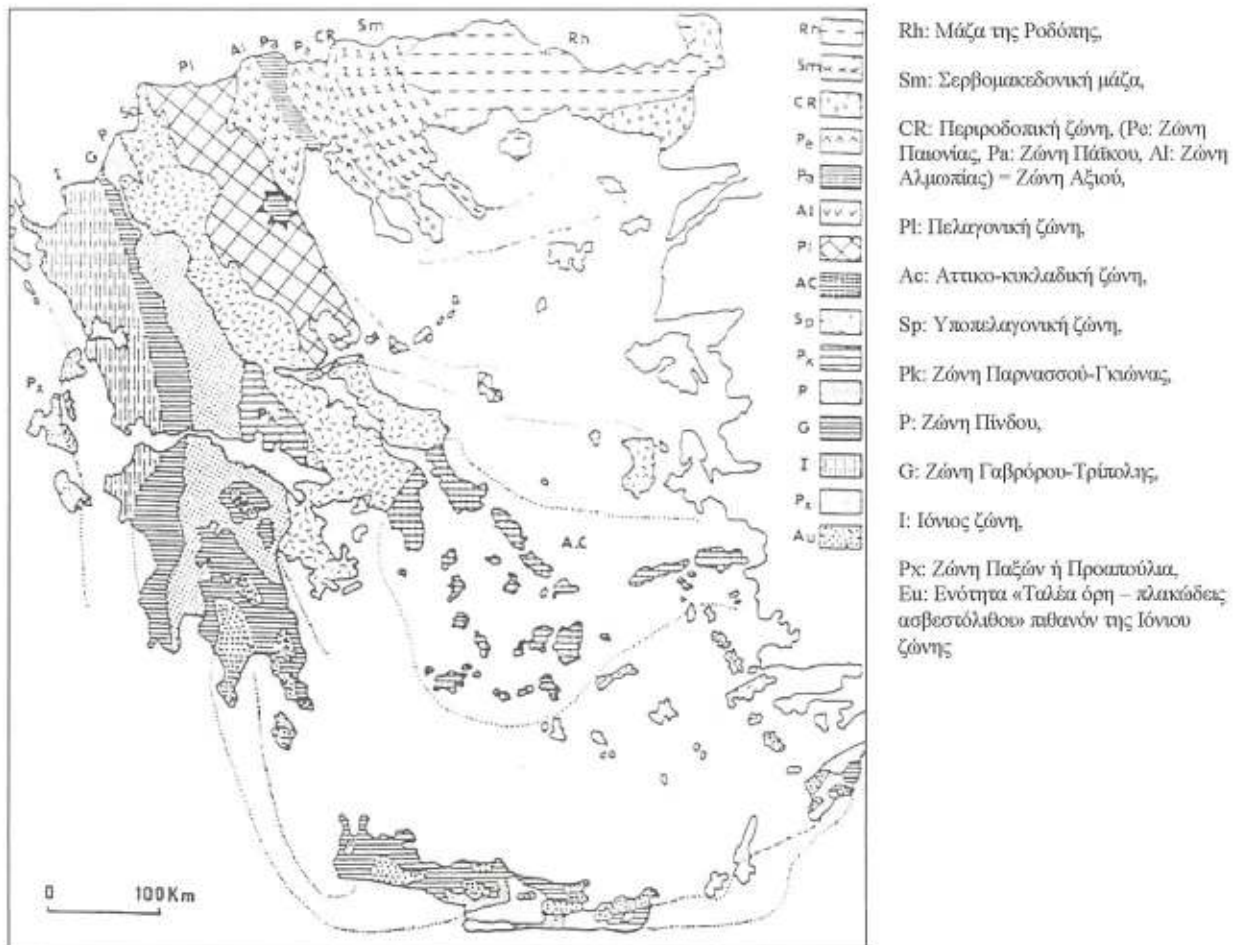 Sm
Rh
CR
Pe
Pa
Al
Pl
Sp
P
G
I
Px
Pk
A.C
0 100Km
Rh
Sm
CR
Pe
Pa
Al
Pl
AC
Sp
Pk
P
G
I
Px
Au
Rh: Μάζα της Ροδόπης,
Sm: Σερβομακεδονική μάζα,
CR: Περιροδοπική ζώνη, (Pe: Ζώνη
Παιονίας, Pa: Ζώνη Πάϊκου, Al: Ζώνη
Αλμωπίας) = Ζώνη Αξιού,
Pl: Πελαγονική ζώνη,
Ac: Αττικο-κυκλαδική ζώνη,
Sp: Υποπελαγονική ζώνη,
Pk: Ζώνη Παρνασσού-Γκιώνας,
P: Ζώνη Πίνδου,
G: Ζώνη Γαβρόρου-Τρίπολης,
I: Ιόνιος ζώνη,
Px: Ζώνη Παξών ή Προαπούλια,
Eu: Ενότητα «Ταλέα όρη – πλακώδεις
ασβεστόλιθου» πιθανόν της Ιόνιου
ζώνης